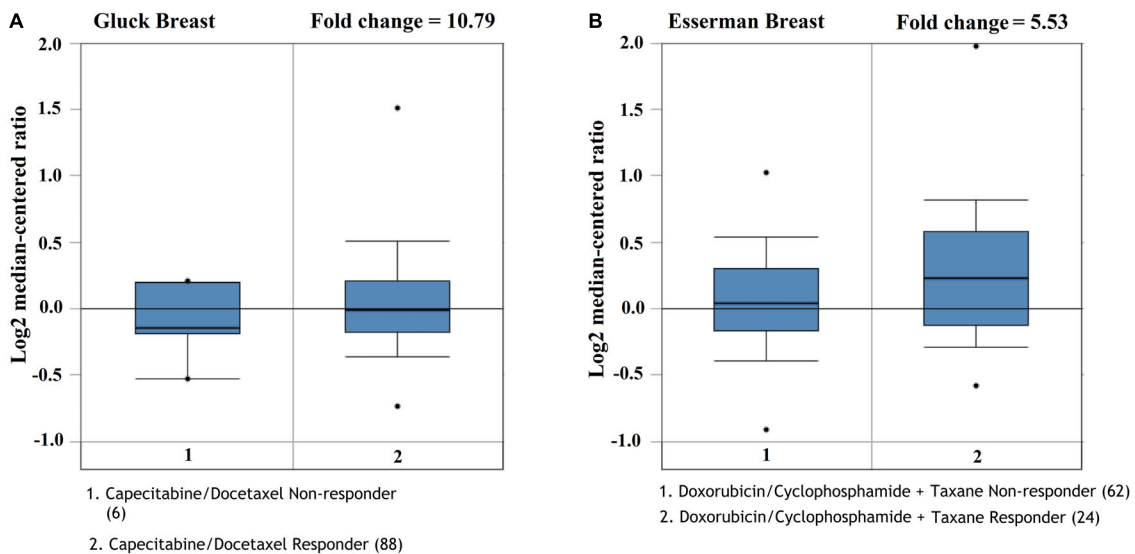 A
Gluck Breast
Fold change = 10.79
Log2 median-centered ratio
2.0
1.5
1.0
0.5
0.0
-0.5
-1.0
1
2
1. Capecitabine/Docetaxel Non-responder
(6)
2. Capecitabine/Docetaxel Responder (88)
B
Esserman Breast
Fold change = 5.53
Log2 median-centered ratio
2.0
1.5
1.0
0.5
0.0
-0.5
-1.0
1
2
1. Doxorubicin/Cyclophosphamide + Taxane Non-responder (62)
2. Doxorubicin/Cyclophosphamide + Taxane Responder (24)